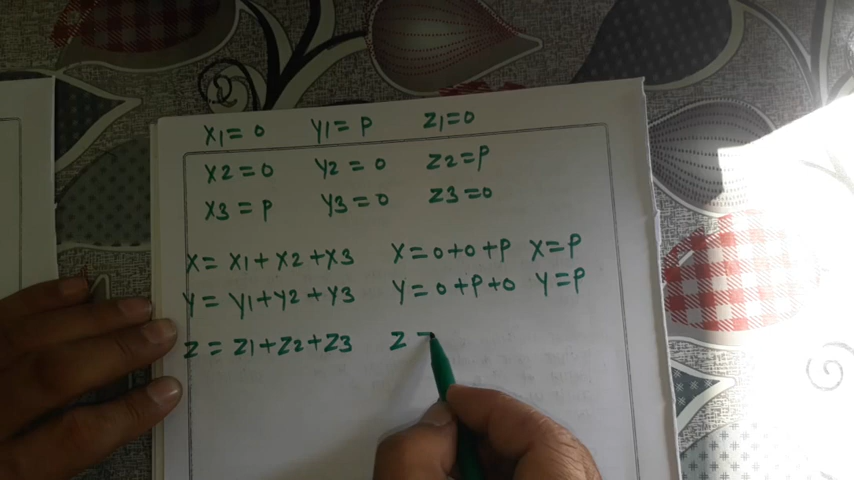 X1 = 0 Y1 = P Z1 = 0
X2 = 0 Y2 = 0 Z2 = P
X3 = P Y3 = 0 Z3 = 0
X = X1 + X2 + X3 X = 0 + 0 + P X = P
Y = Y1 + Y2 + Y3 Y = 0 + P + 0 Y = P
Z = Z1 + Z2 + Z3 Z =